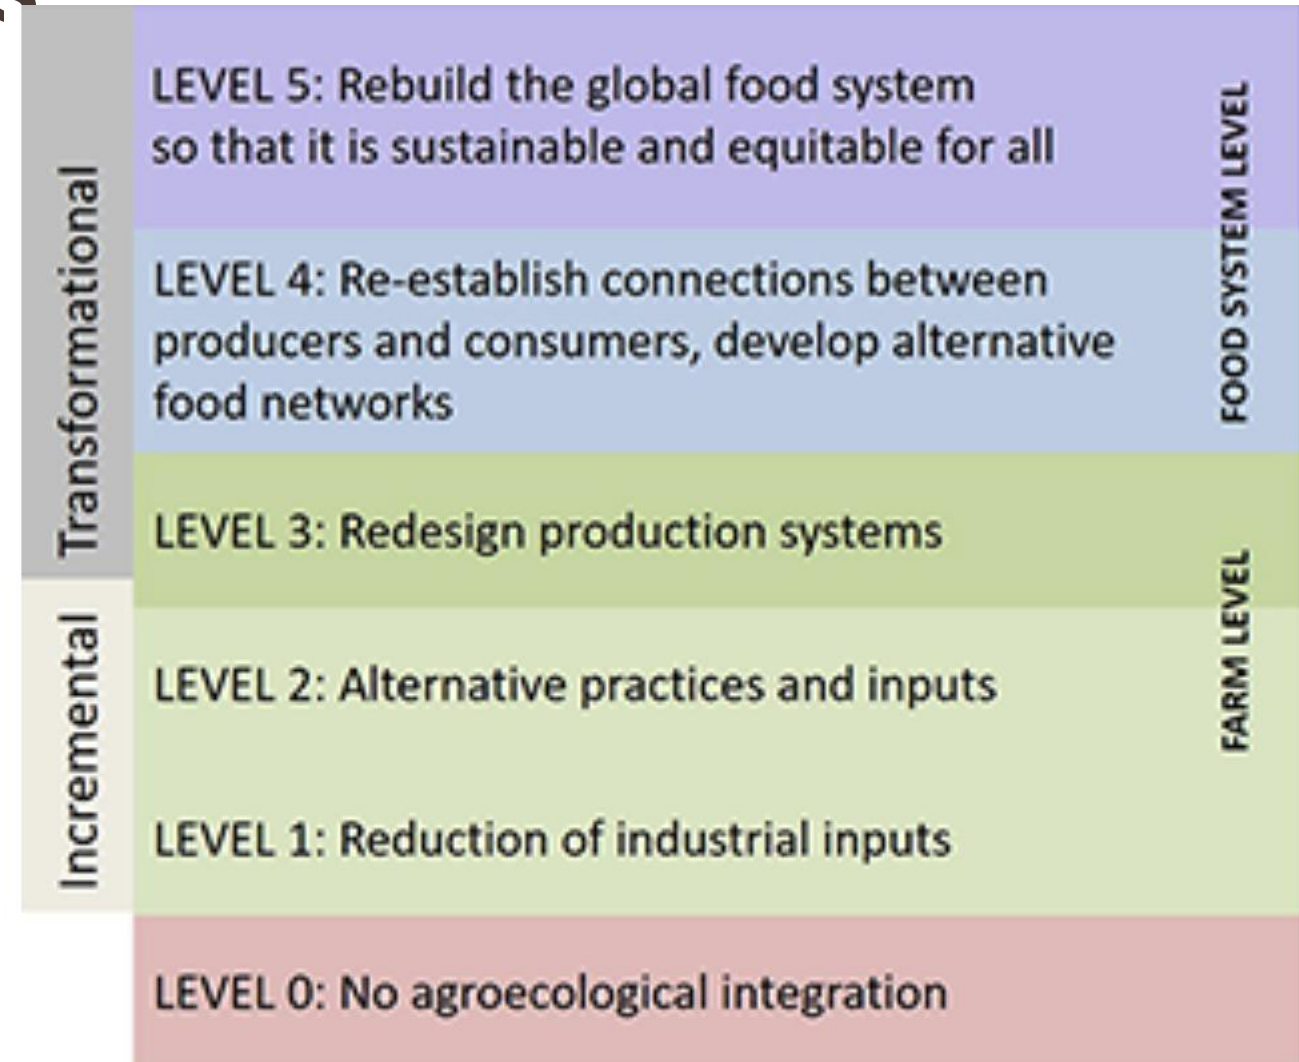 Transformational
Incremental
LEVEL 5: Rebuild the global food system
so that it is sustainable and equitable for all
LEVEL 4: Re-establish connections between
producers and consumers, develop alternative
food networks
LEVEL 3: Redesign production systems
LEVEL 2: Alternative practices and inputs
LEVEL 1: Reduction of industrial inputs
LEVEL 0: No agroecological integration
FOOD SYSTEM LEVEL
FARM LEVEL